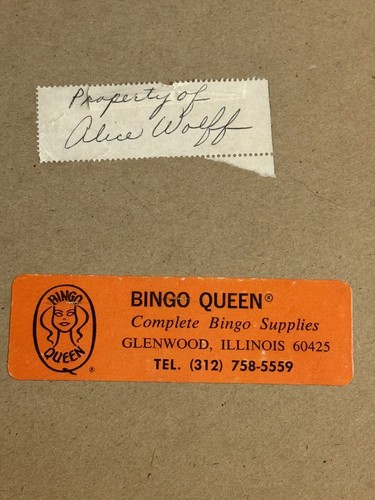 Property of
Alice Wolff
BINGO
QUEEN
®
BINGO QUEEN®
Complete Bingo Supplies
GLENWOOD, ILLINOIS 60425
TEL. (312) 758-5559